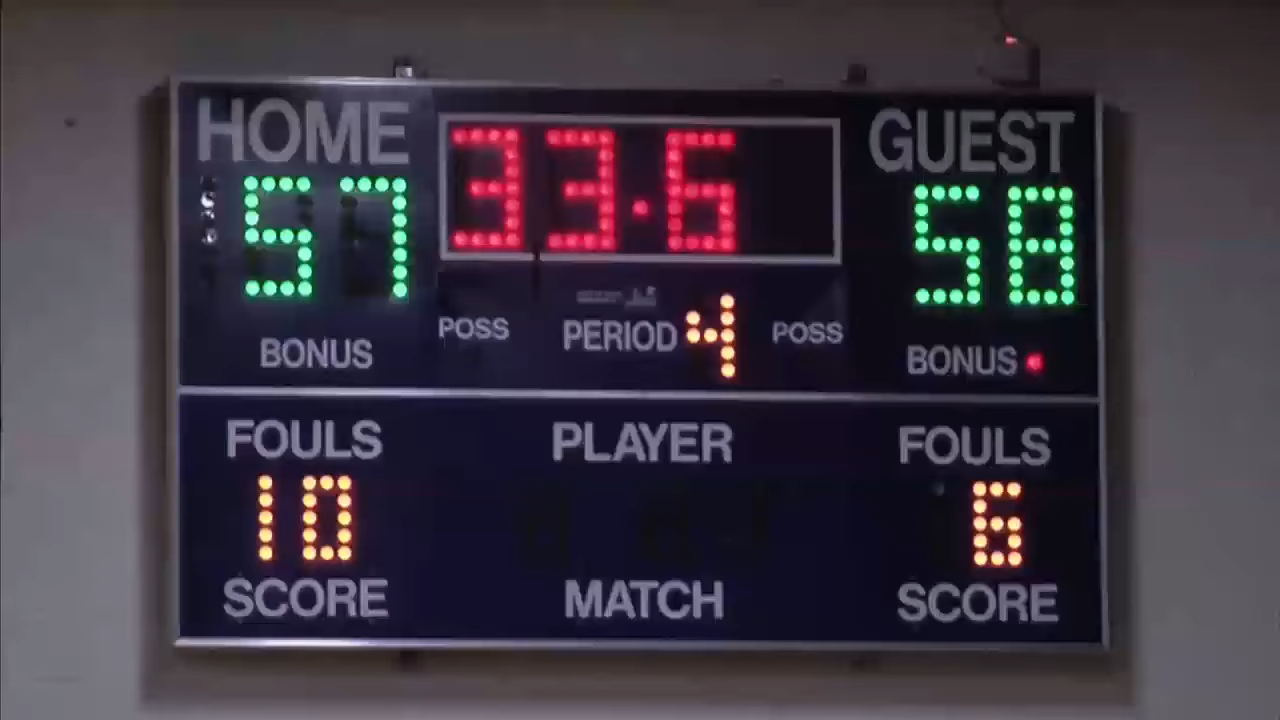 HOME 33.6 GUEST
57 58
POSS PERIOD 4 POSS
BONUS BONUS
FOULS PLAYER FOULS
10 6
SCORE MATCH SCORE